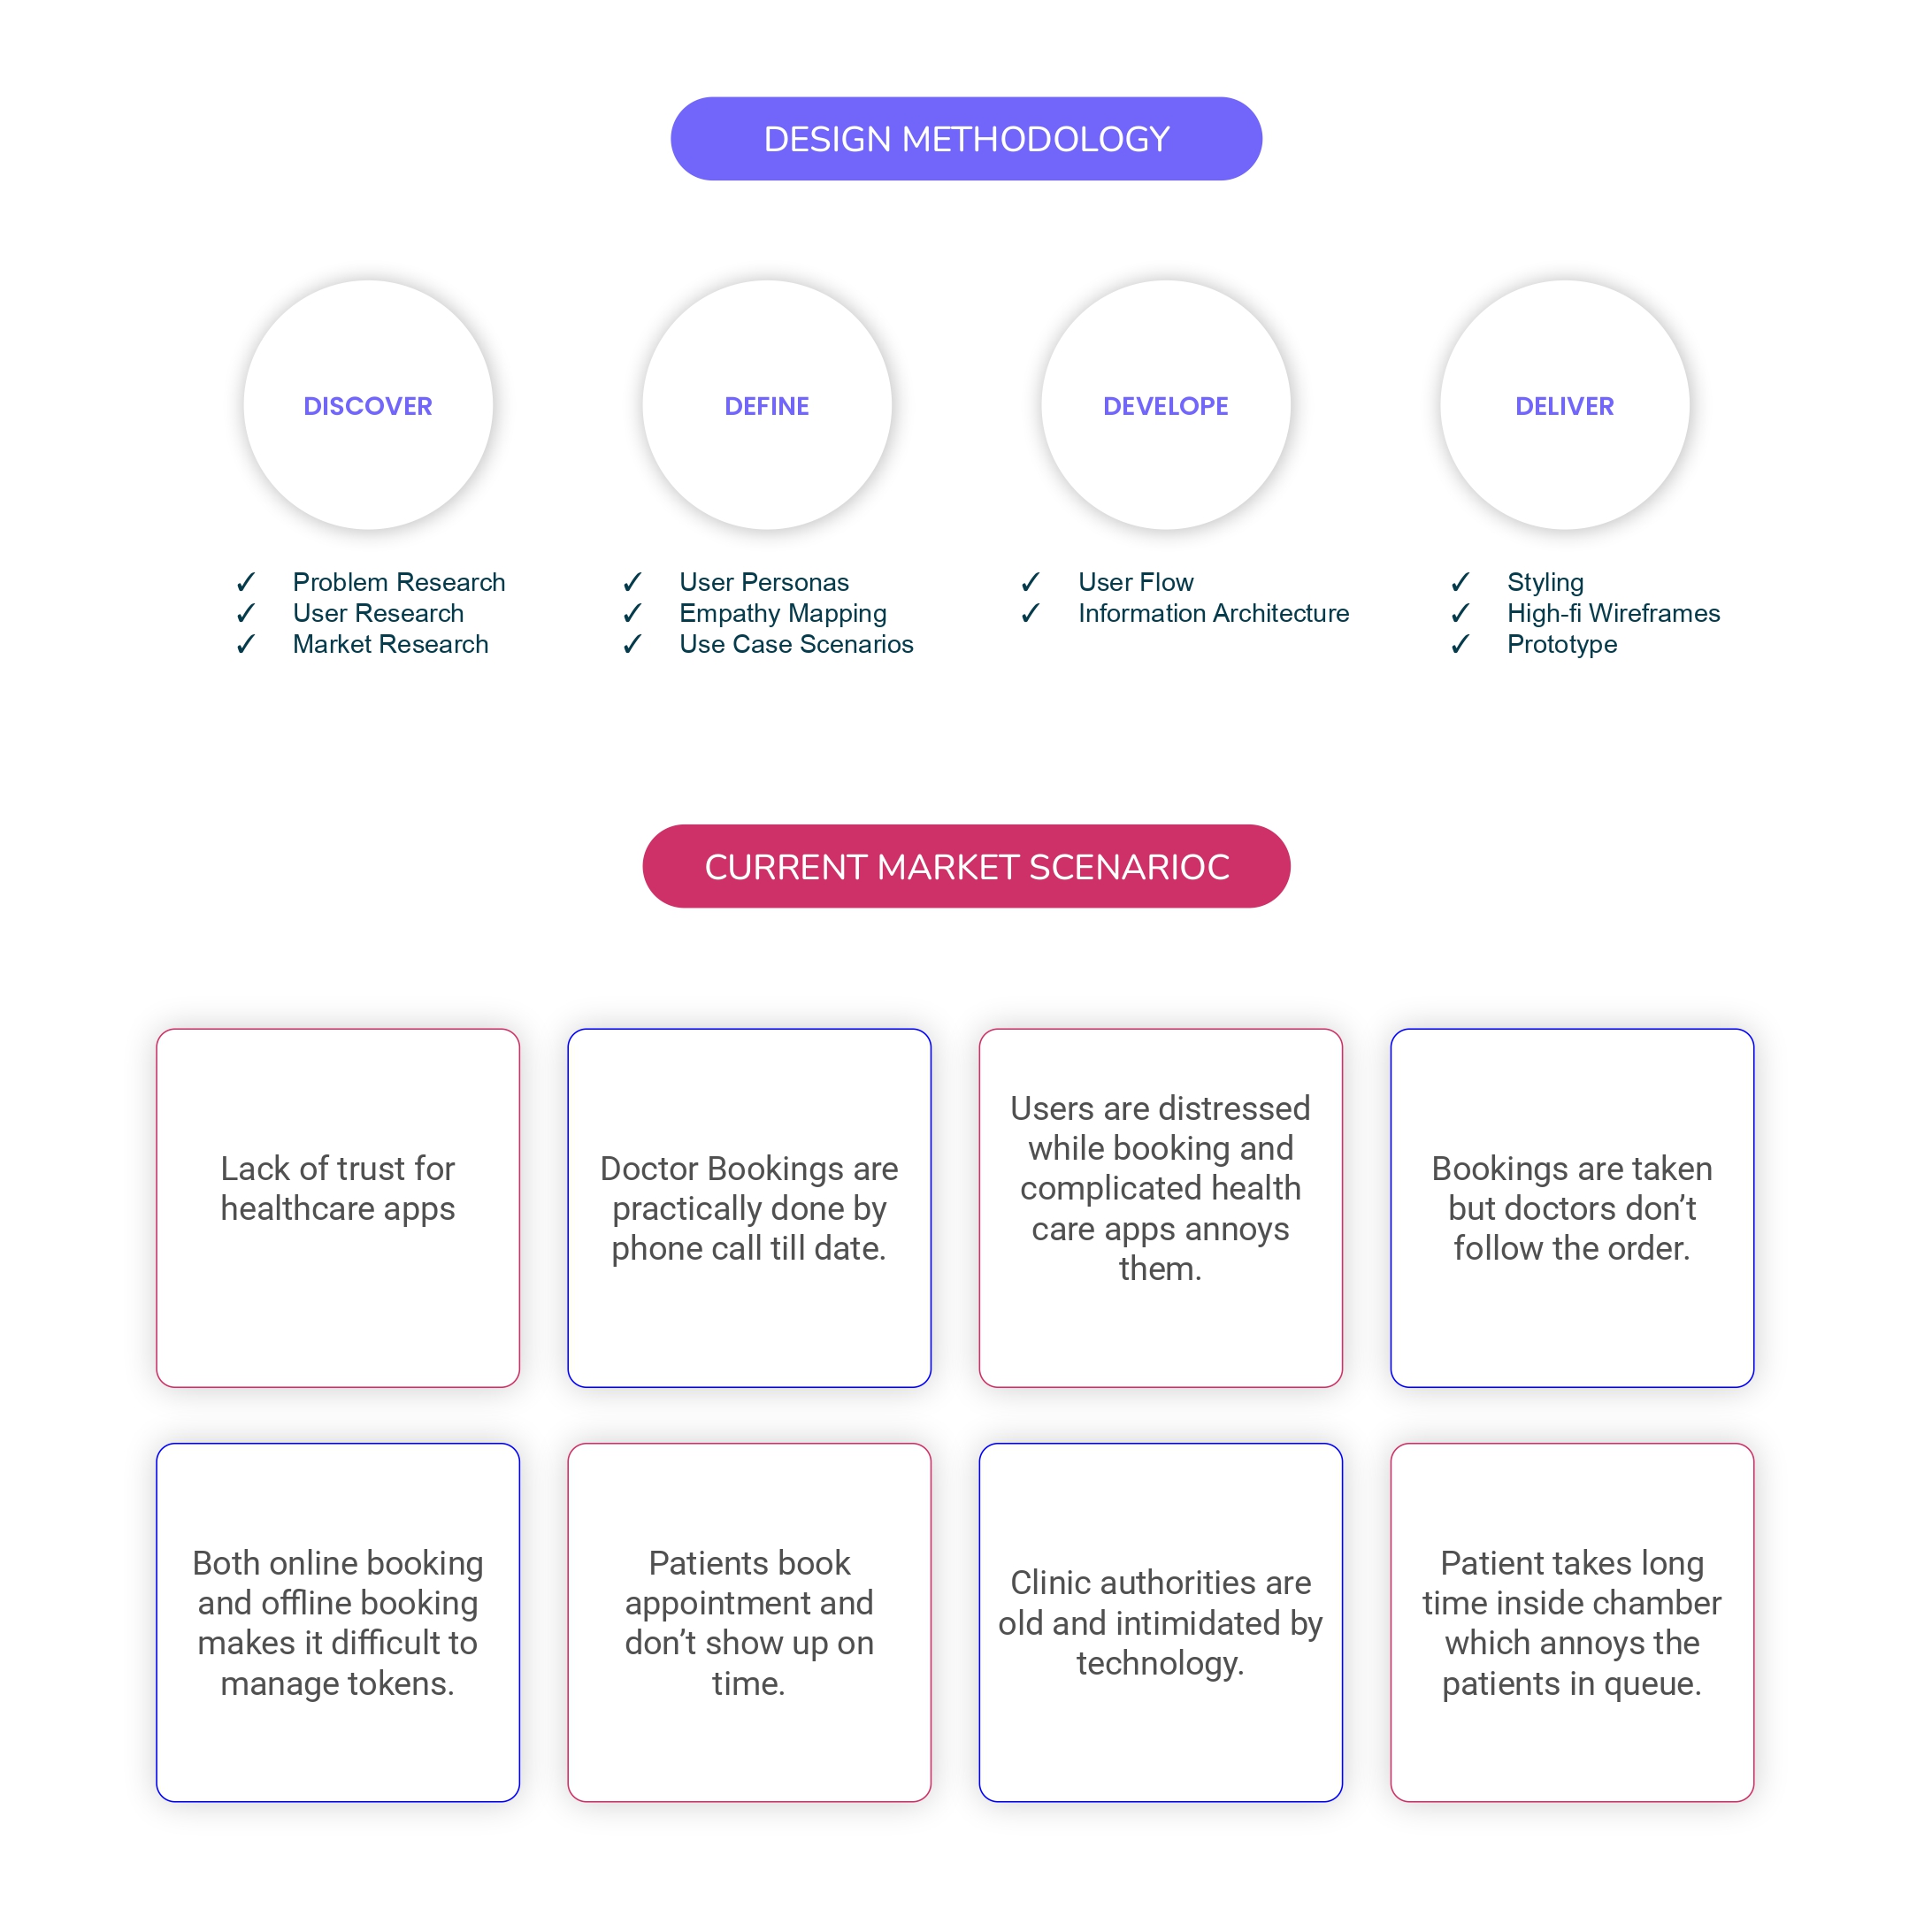 DESIGN METHODOLOGY
DISCOVER
✓ Problem Research
✓ User Research
✓ Market Research
DEFINE
✓ User Personas
✓ Empathy Mapping
✓ Use Case Scenarios
DEVELOPE
✓ User Flow
✓ Information Architecture
DELIVER
✓ Styling
✓ High-fi Wireframes
✓ Prototype
CURRENT MARKET SCENARIOC
Lack of trust for
healthcare apps
Doctor Bookings are
practically done by
phone call till date.
Users are distressed
while booking and
complicated health
care apps annoys
them.
Bookings are taken
but doctors don’t
follow the order.
Both online booking
and offline booking
makes it difficult to
manage tokens.
Patients book
appointment and
don’t show up on
time.
Clinic authorities are
old and intimidated by
technology.
Patient takes long
time inside chamber
which annoys the
patients in queue.